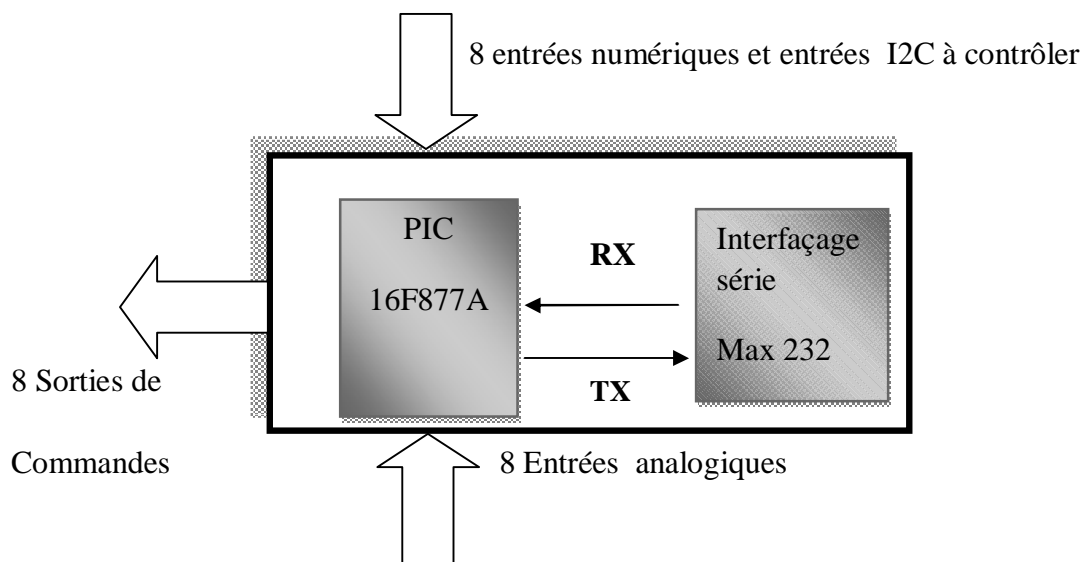 8 entrées numériques et entrées I2C à contrôler
PIC
16F877A
RX
TX
Interfaçage
série
Max 232
8 Sorties de
Commandes
8 Entrées analogiques